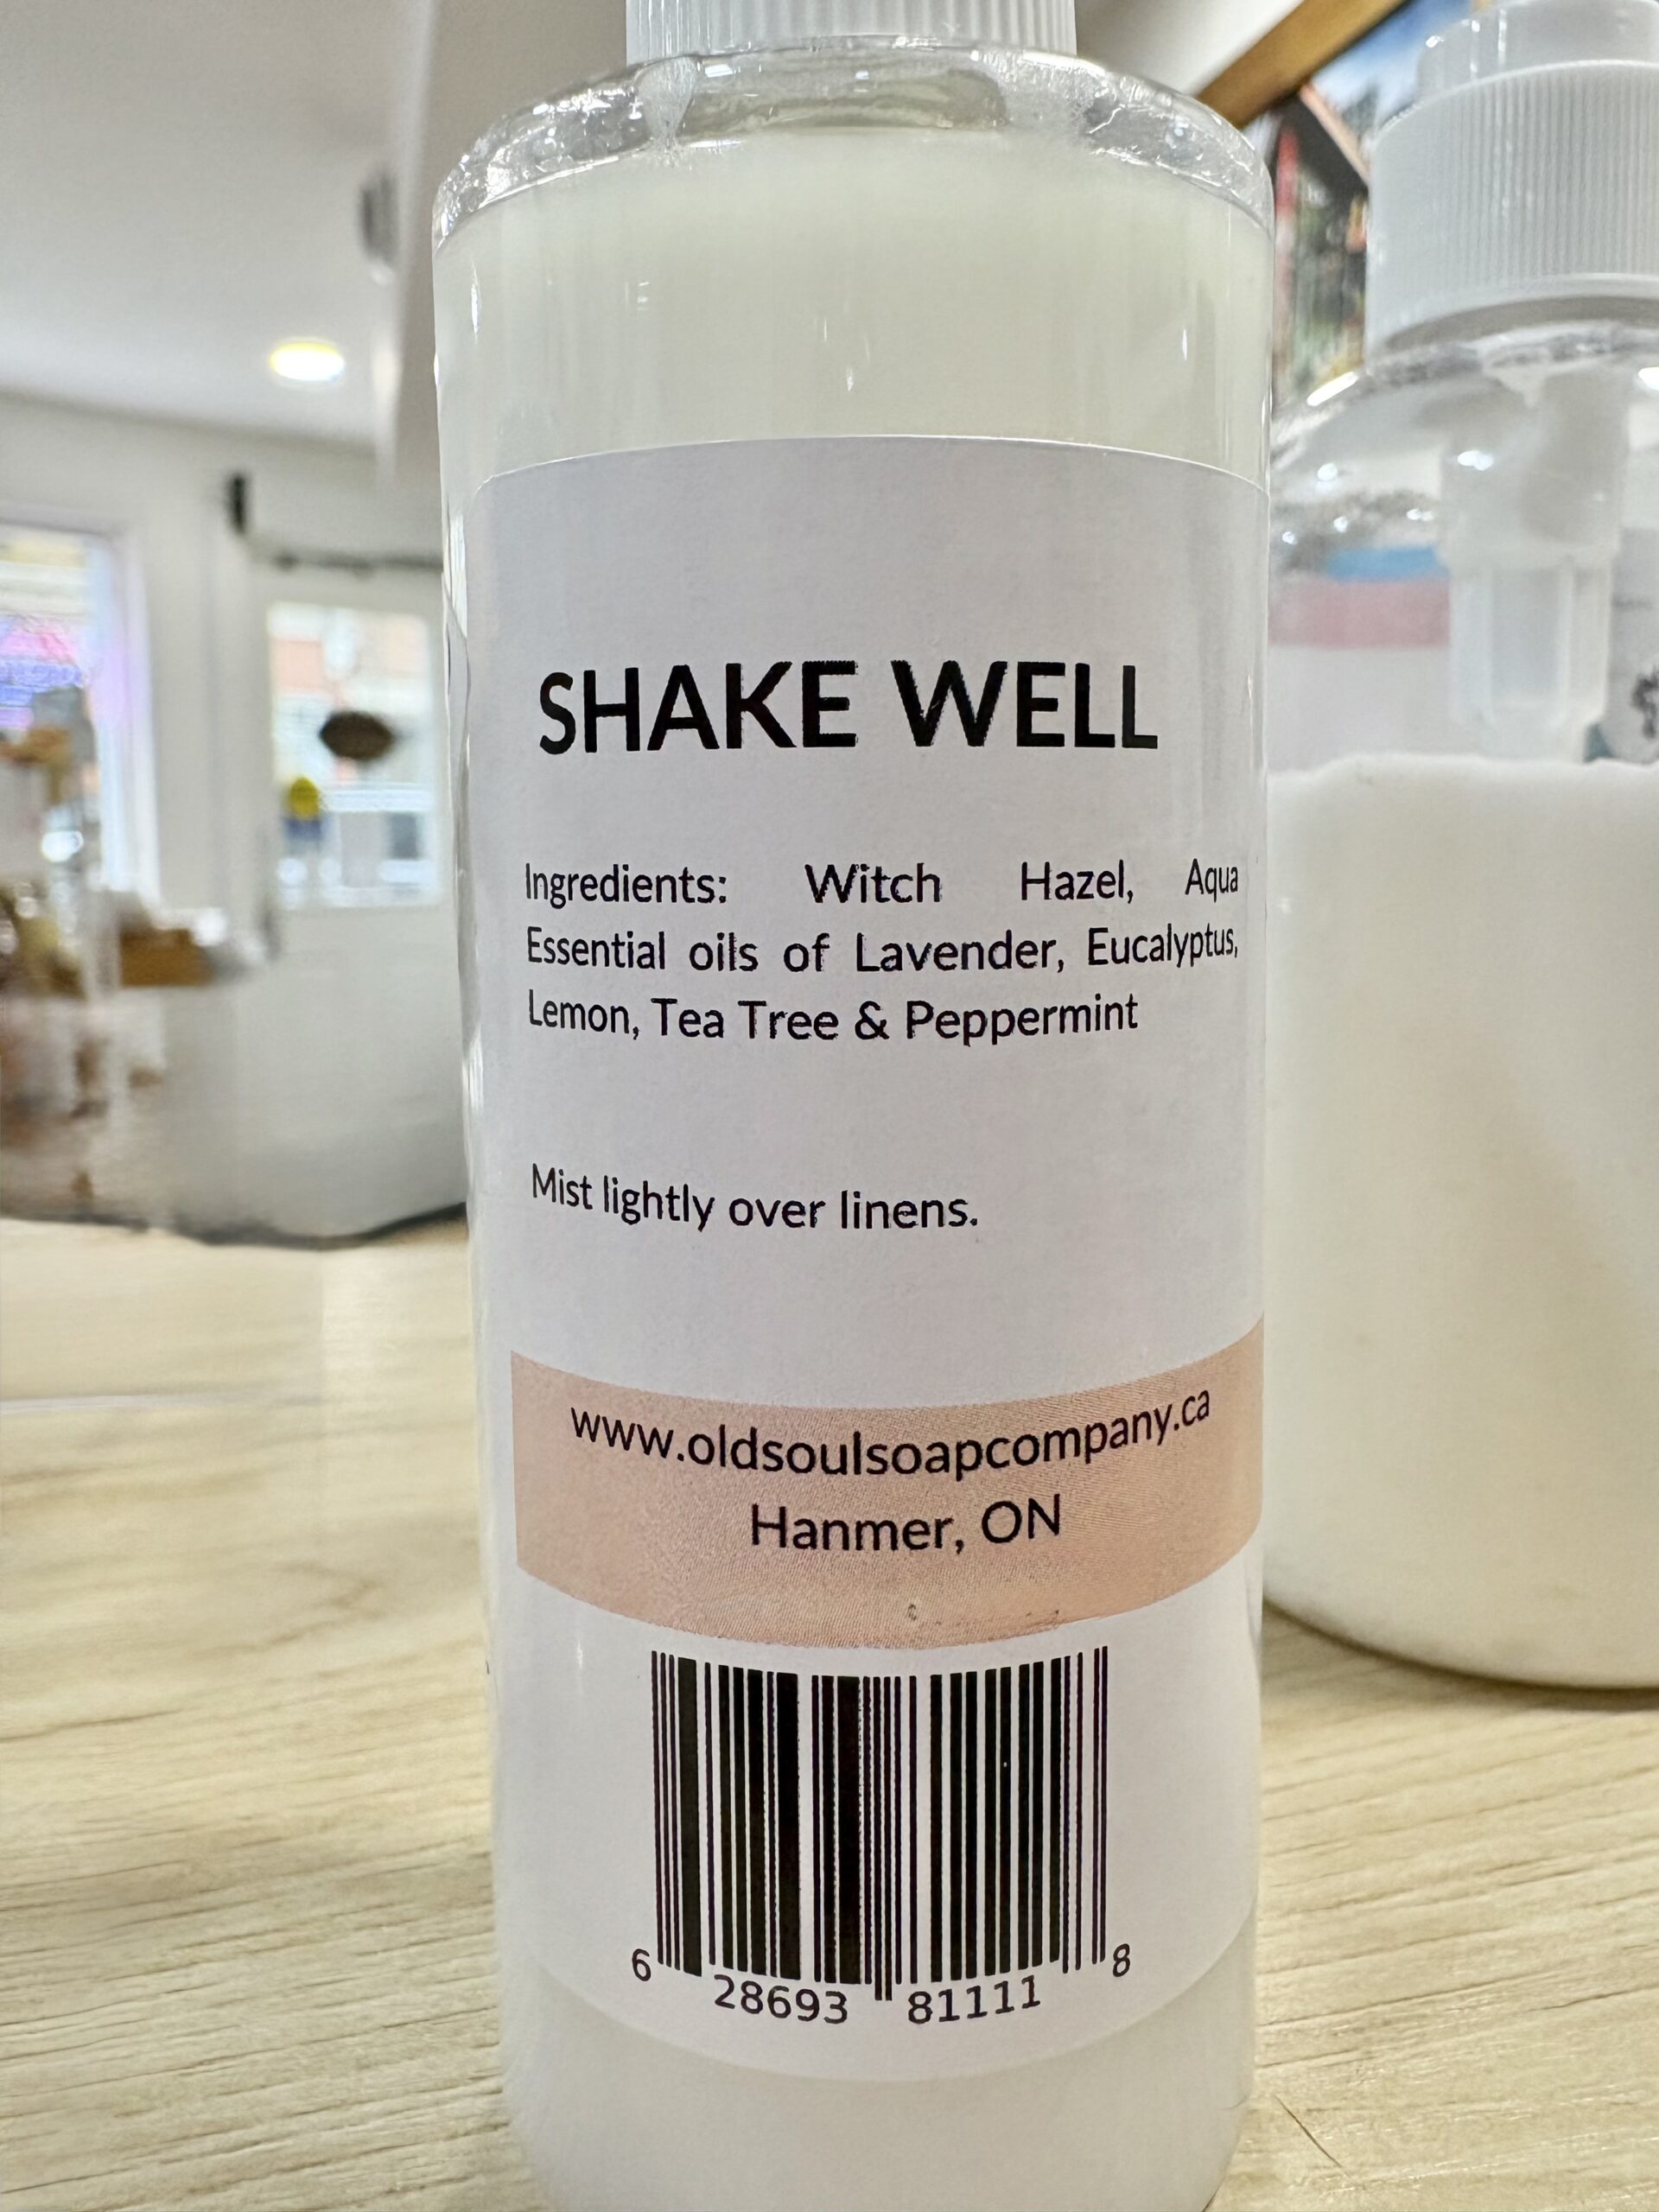 SHAKE WELL
Ingredients: Witch Hazel, Aqua
Essential oils of Lavender, Eucalyptus,
Lemon, Tea Tree & Peppermint
Mist lightly over linens.
www.oldsoulsoapcompany.ca
Hanmer, ON
6 28693 81111 8